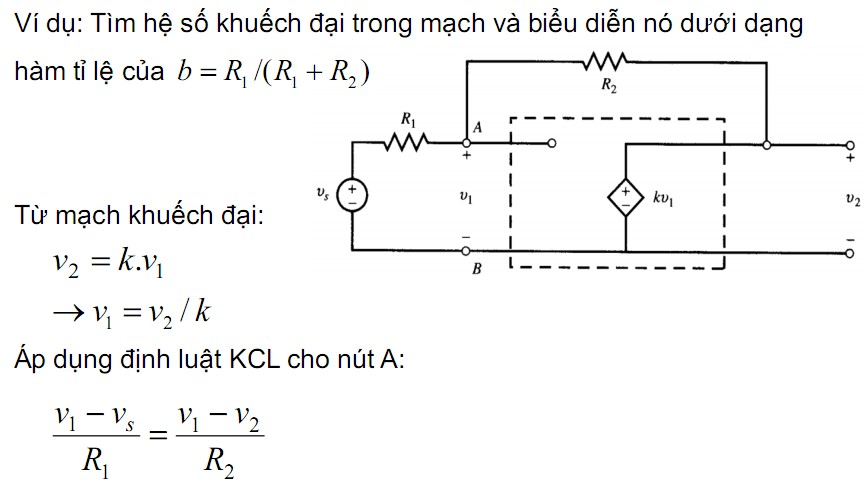 Ví dụ: Tìm hệ số khuếch đại trong mạch và biểu diễn nó dưới dạng
hàm tỉ lệ của b = R₁/(R₁ + R₂)
R₂
R₁
A
+
+
vₛ
+
−
v₁
+
−
kv₁
v₂
−
−
B
Từ mạch khuếch đại:
v₂ = k.v₁
→ v₁ = v₂ / k
Áp dụng định luật KCL cho nút A:
(v₁ − vₛ)/R₁ = (v₁ − v₂)/R₂